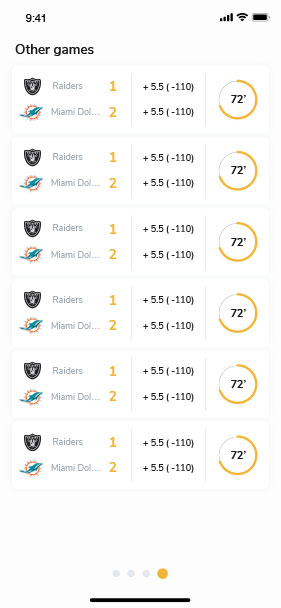 9:41
Other games
Raiders 1 + 5.5 ( -110)
72’
Miami Dol... 2 + 5.5 ( -110)
Raiders 1 + 5.5 ( -110)
72’
Miami Dol... 2 + 5.5 ( -110)
Raiders 1 + 5.5 ( -110)
72’
Miami Dol... 2 + 5.5 ( -110)
Raiders 1 + 5.5 ( -110)
72’
Miami Dol... 2 + 5.5 ( -110)
Raiders 1 + 5.5 ( -110)
72’
Miami Dol... 2 + 5.5 ( -110)
Raiders 1 + 5.5 ( -110)
72’
Miami Dol... 2 + 5.5 ( -110)